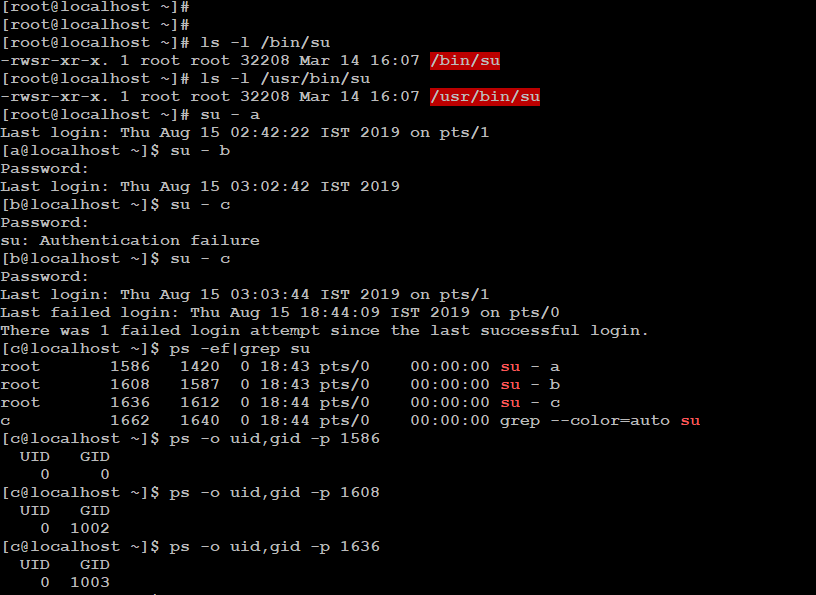 [root@localhost ~]#
[root@localhost ~]#
[root@localhost ~]# ls -l /bin/su
-rwsr-xr-x. 1 root root 32208 Mar 14 16:07 /bin/su
[root@localhost ~]# ls -l /usr/bin/su
-rwsr-xr-x. 1 root root 32208 Mar 14 16:07 /usr/bin/su
[root@localhost ~]# su - a
Last login: Thu Aug 15 02:42:22 IST 2019 on pts/1
[a@localhost ~]$ su - b
Password:
Last login: Thu Aug 15 03:02:42 IST 2019
[b@localhost ~]$ su - c
Password:
su: Authentication failure
[b@localhost ~]$ su - c
Password:
Last login: Thu Aug 15 03:03:44 IST 2019 on pts/1
Last failed login: Thu Aug 15 18:44:09 IST 2019 on pts/0
There was 1 failed login attempt since the last successful login.
[c@localhost ~]$ ps -ef|grep su
root       1586   1420  0 18:43 pts/0    00:00:00 su - a
root       1608   1587  0 18:43 pts/0    00:00:00 su - b
root       1636   1612  0 18:44 pts/0    00:00:00 su - c
c          1662   1640  0 18:44 pts/0    00:00:00 grep --color=auto su
[c@localhost ~]$ ps -o uid,gid -p 1586
  UID   GID
    0     0
[c@localhost ~]$ ps -o uid,gid -p 1608
  UID   GID
    0  1002
[c@localhost ~]$ ps -o uid,gid -p 1636
  UID   GID
    0  1003